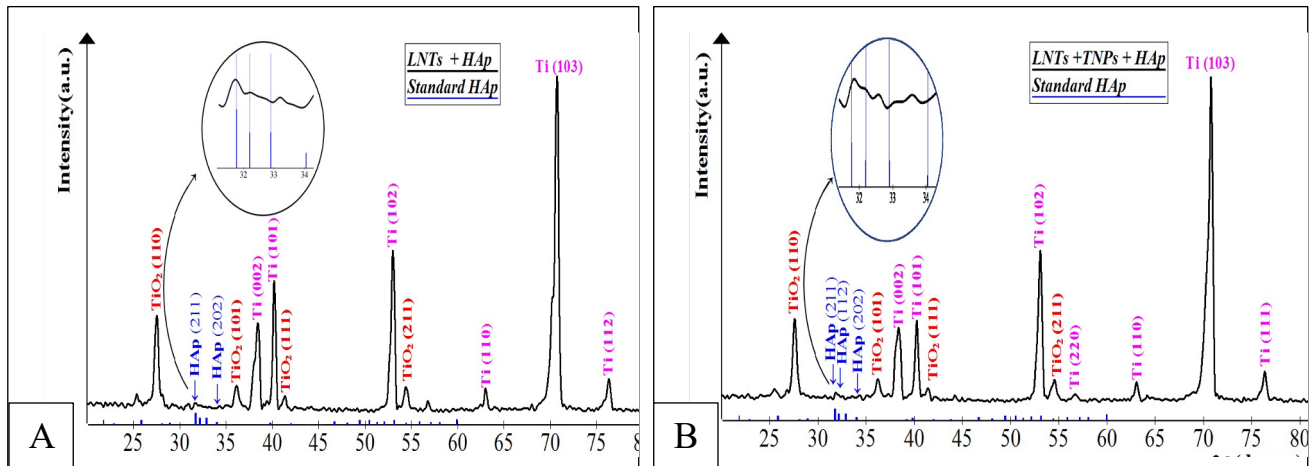 Intensity(a.u.)
LNTs + HAp
Standard HAp
32 33 34
TiO₂ (110)
HAp (211)
HAp (202)
TiO₂ (101)
Ti (002)
Ti (101)
TiO₂ (111)
Ti (102)
TiO₂ (211)
Ti (110)
Ti (103)
Ti (112)
25 30 35 40 45 50 55 60 65 70 75
A
Intensity(a.u.)
LNTs +TNPs + HAp
Standard HAp
32 33 34
TiO₂ (110)
HAp (211)
HAp (112)
HAp (202)
TiO₂ (101)
Ti (002)
Ti (101)
TiO₂ (111)
Ti (102)
TiO₂ (211)
Ti (220)
Ti (110)
Ti (103)
Ti (111)
25 30 35 40 45 50 55 60 65 70 75 80
B